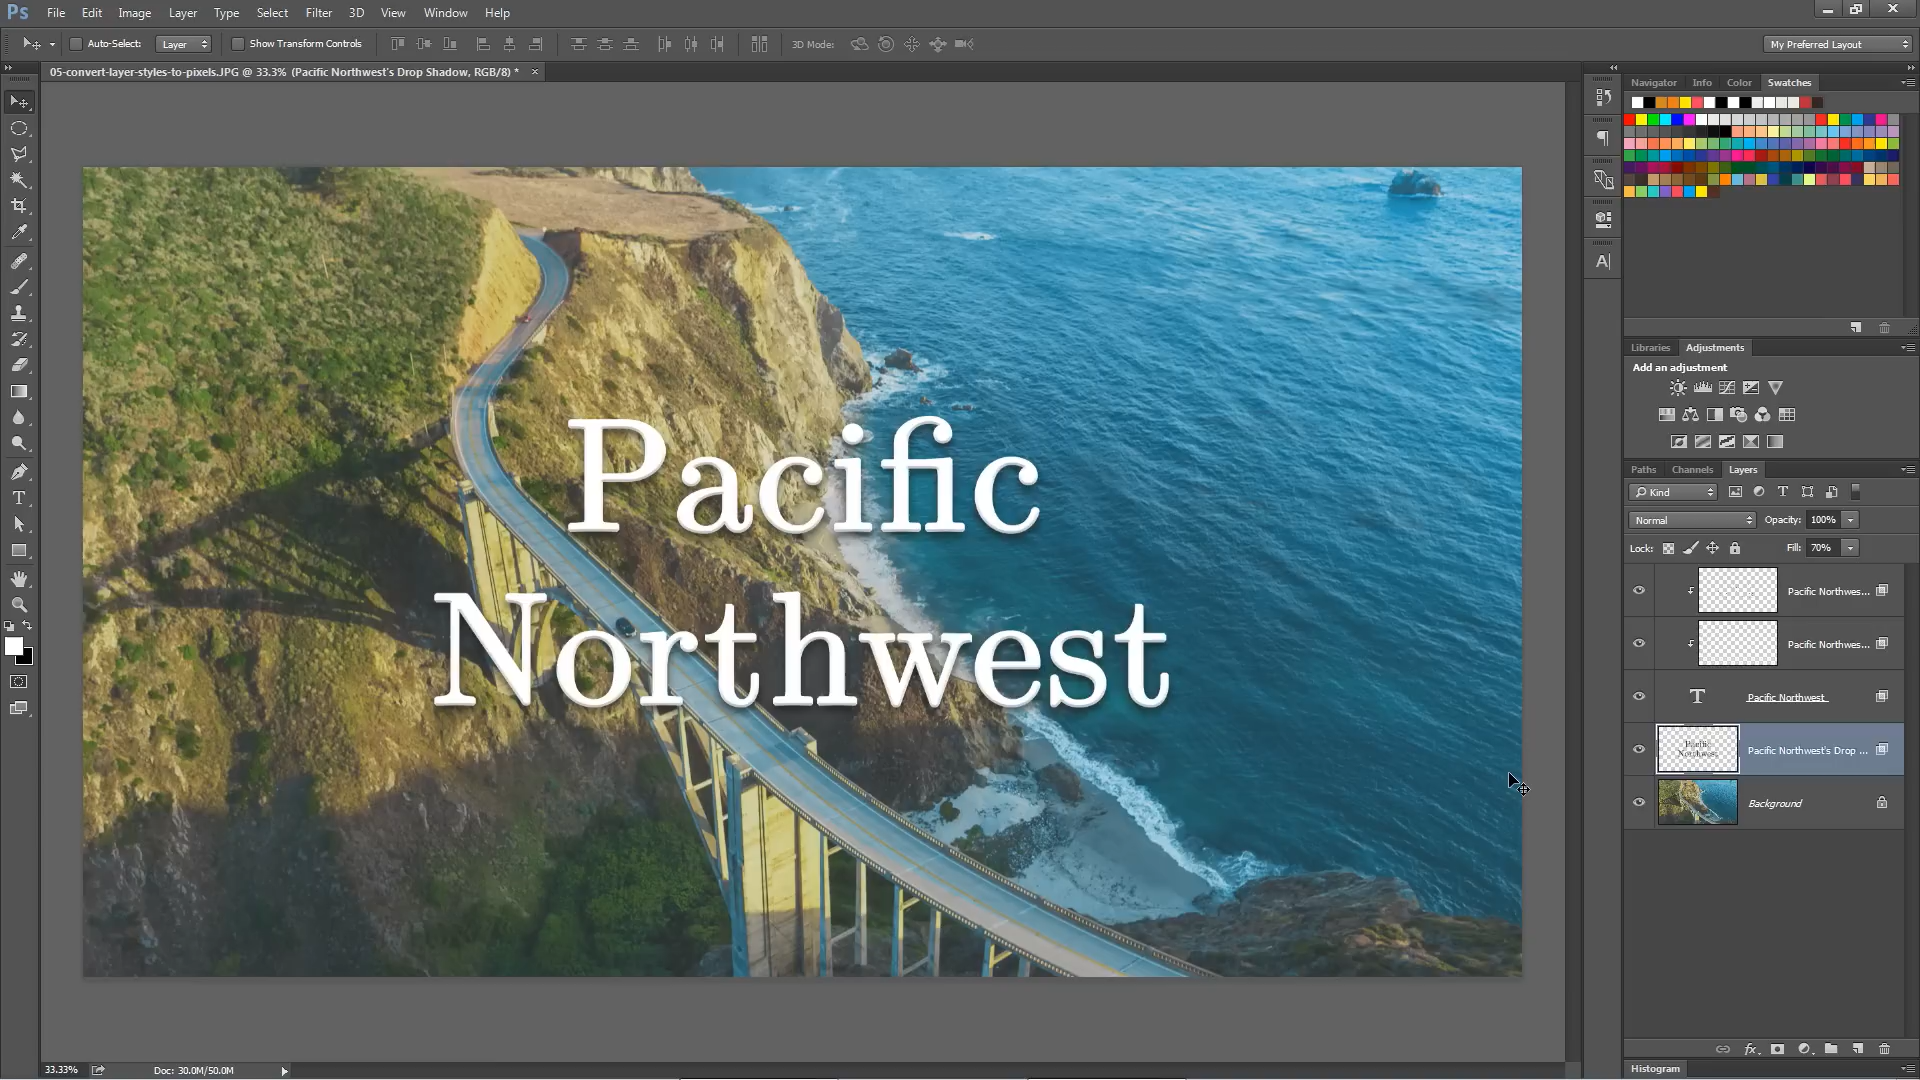 Ps File Edit Image Layer Type Select Filter 3D View Window Help
Auto-Select: Layer Show Transform Controls 3D Mode: My Preferred Layout
05-convert-layer-styles-to-pixels.JPG @ 33.3% (Pacific Northwest's Drop Shadow, RGB/8) * ×
Navigator Info Color Swatches
Libraries Adjustments
Add an adjustment
Paths Channels Layers
Kind
Normal Opacity: 100%
Lock: Fill: 70%
Pacific Northwes...
Pacific Northwes...
Pacific Northwest
Pacific Northwest's Drop ...
Background
Pacific
Northwest
33.33% Doc: 30.0M/50.0M
Histogram